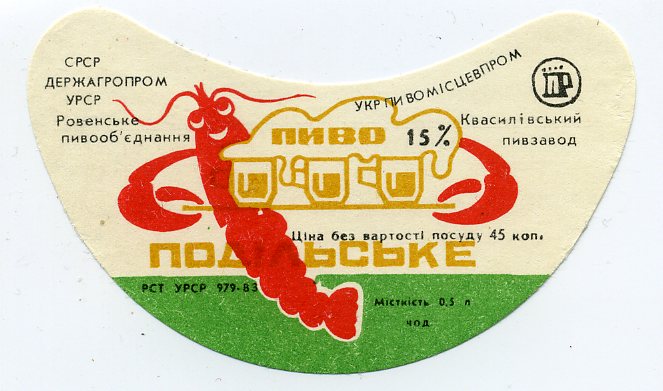 СРСР
ДЕРЖАГРОПРОМ
УРСР
Ровенське
пивооб'єднання
УКРПИВОМІСЦЕВПРОМ
ПР
Квасилівський
пивзавод
ПИВО 15%
Ціна без вартості посуду 45 коп.
ПОДІЛЬСЬКЕ
РСТ УРСР 979-83
Місткість 0,5 л